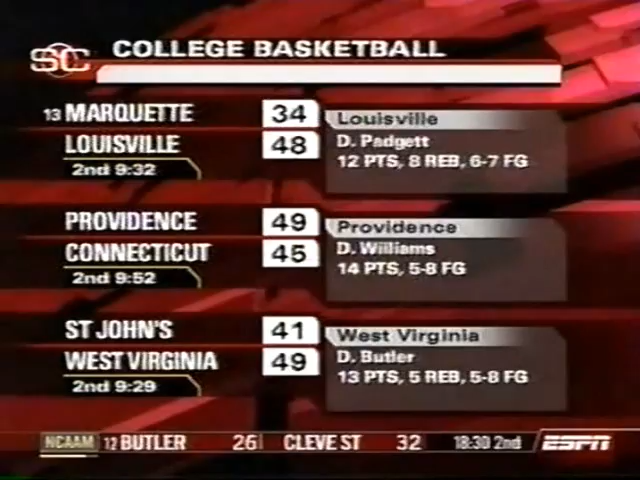 SC COLLEGE BASKETBALL
13 MARQUETTE 34
LOUISVILLE 48
2nd 9:32
Louisville
D. Padgett
12 PTS, 8 REB, 6-7 FG
PROVIDENCE 49
CONNECTICUT 45
2nd 9:52
Providence
D. Williams
14 PTS, 5-8 FG
ST JOHN'S 41
WEST VIRGINIA 49
2nd 9:29
West Virginia
D. Butler
13 PTS, 5 REB, 5-8 FG
NCAAM 12 BUTLER 26 CLEVE ST 32 18:30 2nd ESPN